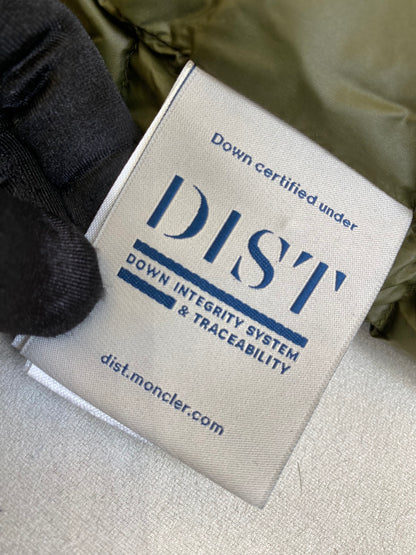 Down certified under
DIST
DOWN INTEGRITY SYSTEM
& TRACEABILITY
dist.moncler.com